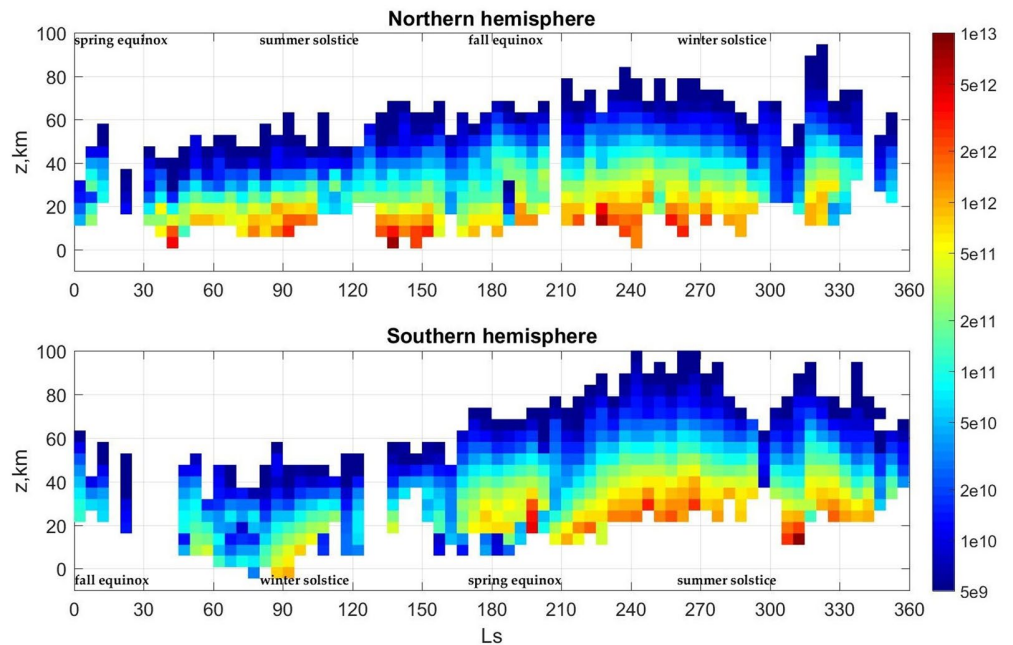 Northern hemisphere
100
80
60
40
20
0
z,km
spring equinox
summer solstice
fall equinox
winter solstice
0
30
60
90
120
150
180
210
240
270
300
330
360
1e13
5e12
2e12
1e12
5e11
2e11
1e11
5e10
2e10
1e10
5e9
Southern hemisphere
100
80
60
40
20
0
z,km
fall equinox
winter solstice
spring equinox
summer solstice
0
30
60
90
120
150
180
210
240
270
300
330
360
Ls